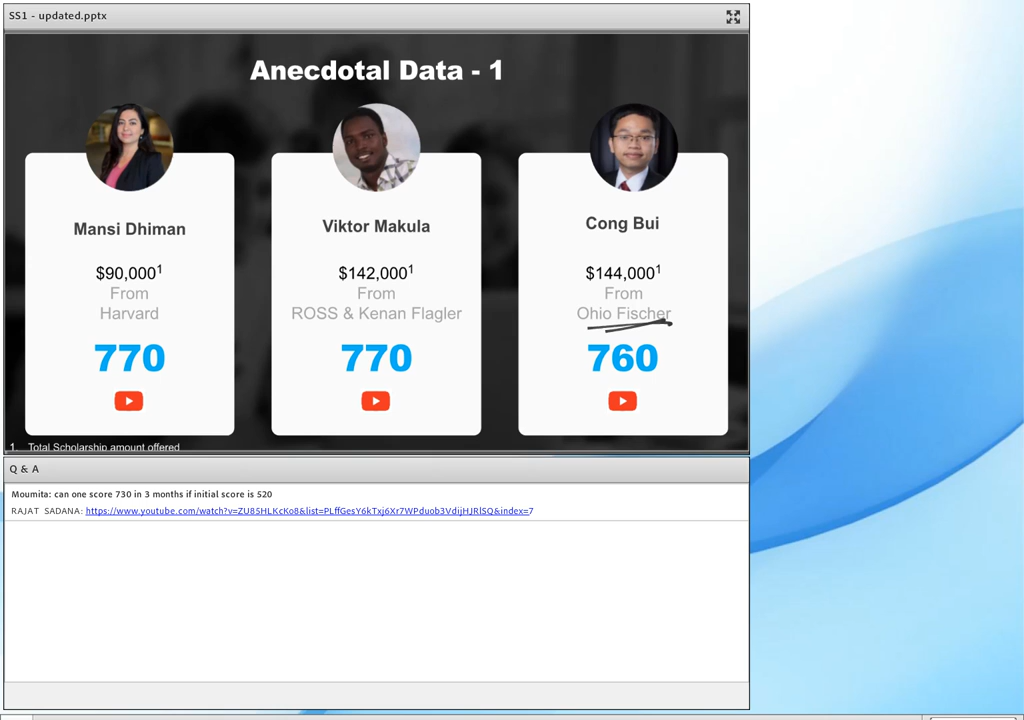 SS1 - updated.pptx
Anecdotal Data - 1
Mansi Dhiman
$90,000¹
From
Harvard
770
Viktor Makula
$142,000¹
From
ROSS & Kenan Flagler
770
Cong Bui
$144,000¹
From
Ohio Fischer
760
1. Total Scholarship amount offered
Q & A
Moumita: can one score 730 in 3 months if initial score is 520
RAJAT SADANA: https://www.youtube.com/watch?v=ZU85HLKcKo8&list=PLffGesY6kTxj6Xr7WPduob3VdijHJRlSQ&index=7